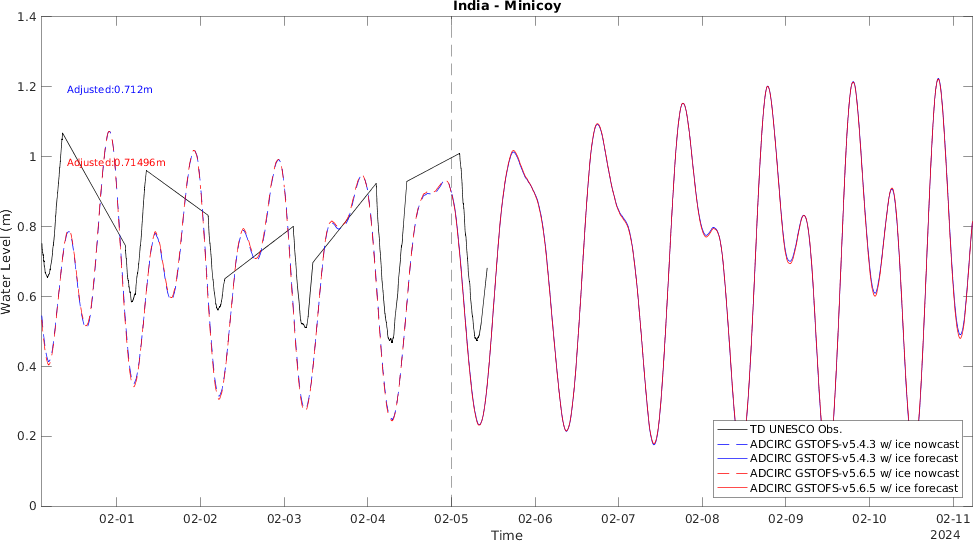 India - Minicoy
1.4
1.2
1
0.8
0.6
0.4
0.2
0
Water Level (m)
Adjusted:0.712m
Adjusted:0.71496m
TD UNESCO Obs.
ADCIRC GSTOFS-v5.4.3 w/ ice nowcast
ADCIRC GSTOFS-v5.4.3 w/ ice forecast
ADCIRC GSTOFS-v5.6.5 w/ ice nowcast
ADCIRC GSTOFS-v5.6.5 w/ ice forecast
02-01 02-02 02-03 02-04 02-05 02-06 02-07 02-08 02-09 02-10 02-11
2024
Time